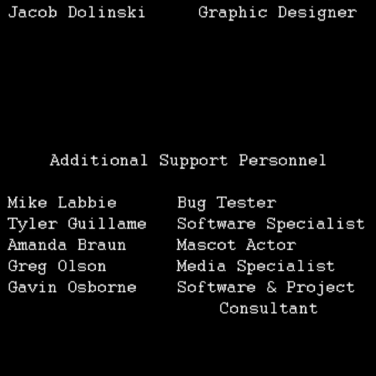 Jacob Dolinski Graphic Designer
Additional Support Personnel
Mike Labbie Bug Tester
Tyler Guillame Software Specialist
Amanda Braun Mascot Actor
Greg Olson Media Specialist
Gavin Osborne Software & Project
Consultant